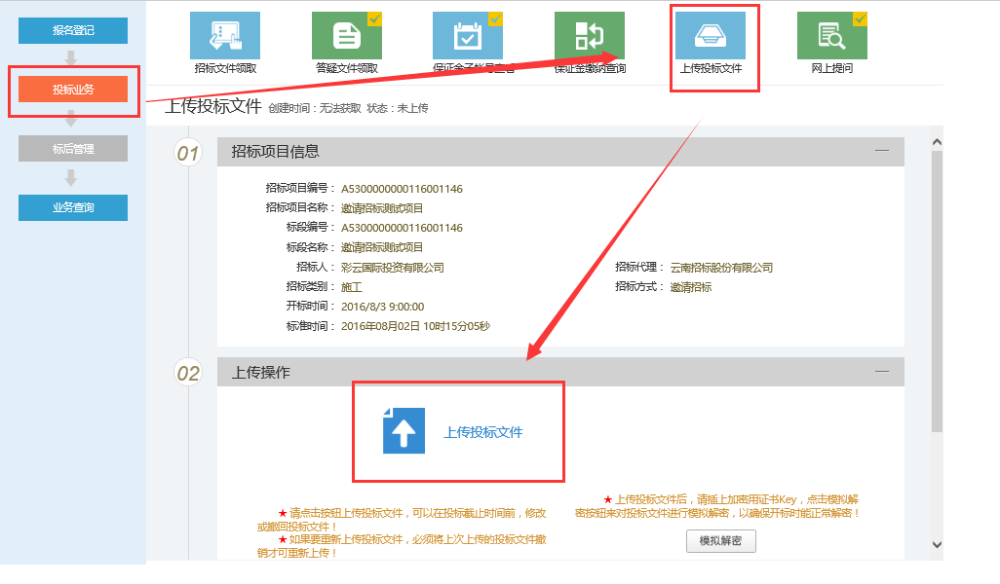 报名登记
投标业务
标后管理
业务查询
招标文件领取
答疑文件领取
保证金子帐号查看
保证金缴纳查询
上传投标文件
网上提问
上传投标文件 创建时间：无法获取 状态：未上传
01 招标项目信息
招标项目编号： A5300000000116001146
招标项目名称： 邀请招标测试项目
标段编号： A5300000000116001146
标段名称： 邀请招标测试项目
招标人： 彩云国际投资有限公司 招标代理： 云南招标股份有限公司
招标类别： 施工 招标方式： 邀请招标
开标时间： 2016/8/3 9:00:00
标准时间： 2016年08月02日 10时15分05秒
02 上传操作
上传投标文件
★请点击按钮上传投标文件，可以在投标截止时间前，修改
或撤回投标文件！
★如果要重新上传投标文件，必须将上次上传的投标文件撤
销才可重新上传！
★上传投标文件后，请插上加密用证书Key，点击模拟解
密按钮来对投标文件进行模拟解密，以确保开标时能正常解密！
模拟解密